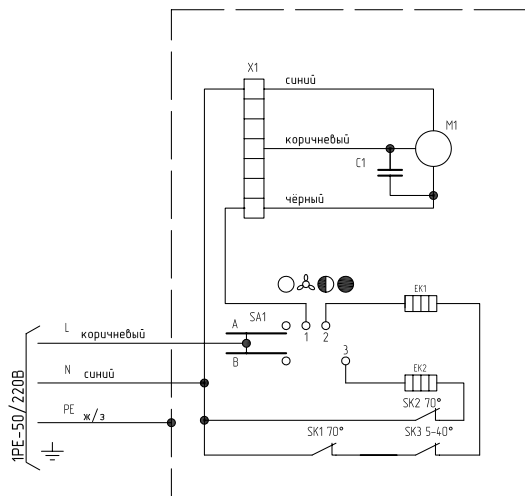 X1
синий
M1
коричневый
C1
чёрный
SA1
EK1
A
1
2
L
коричневый
B
3
EK2
N
синий
SK2 70°
PE
ж/з
SK1 70°
SK3 5-40°
1PE-50/220В